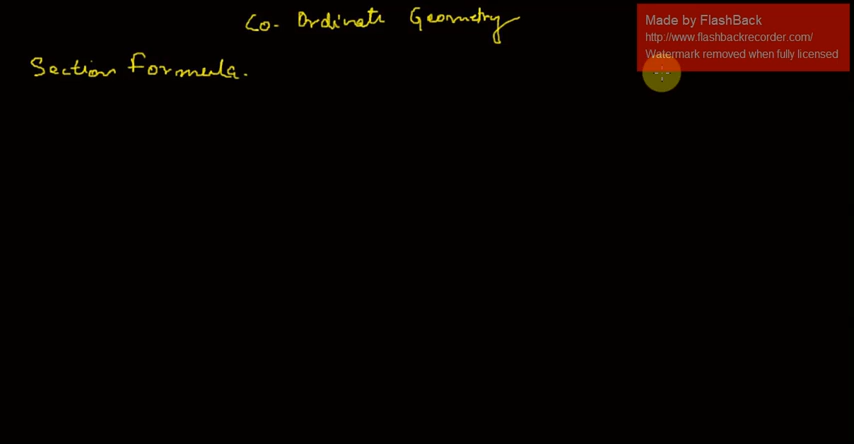 Co-Ordinate Geometry
Section Formula.
Made by FlashBack
http://www.flashbackrecorder.com/
Watermark removed when fully licensed